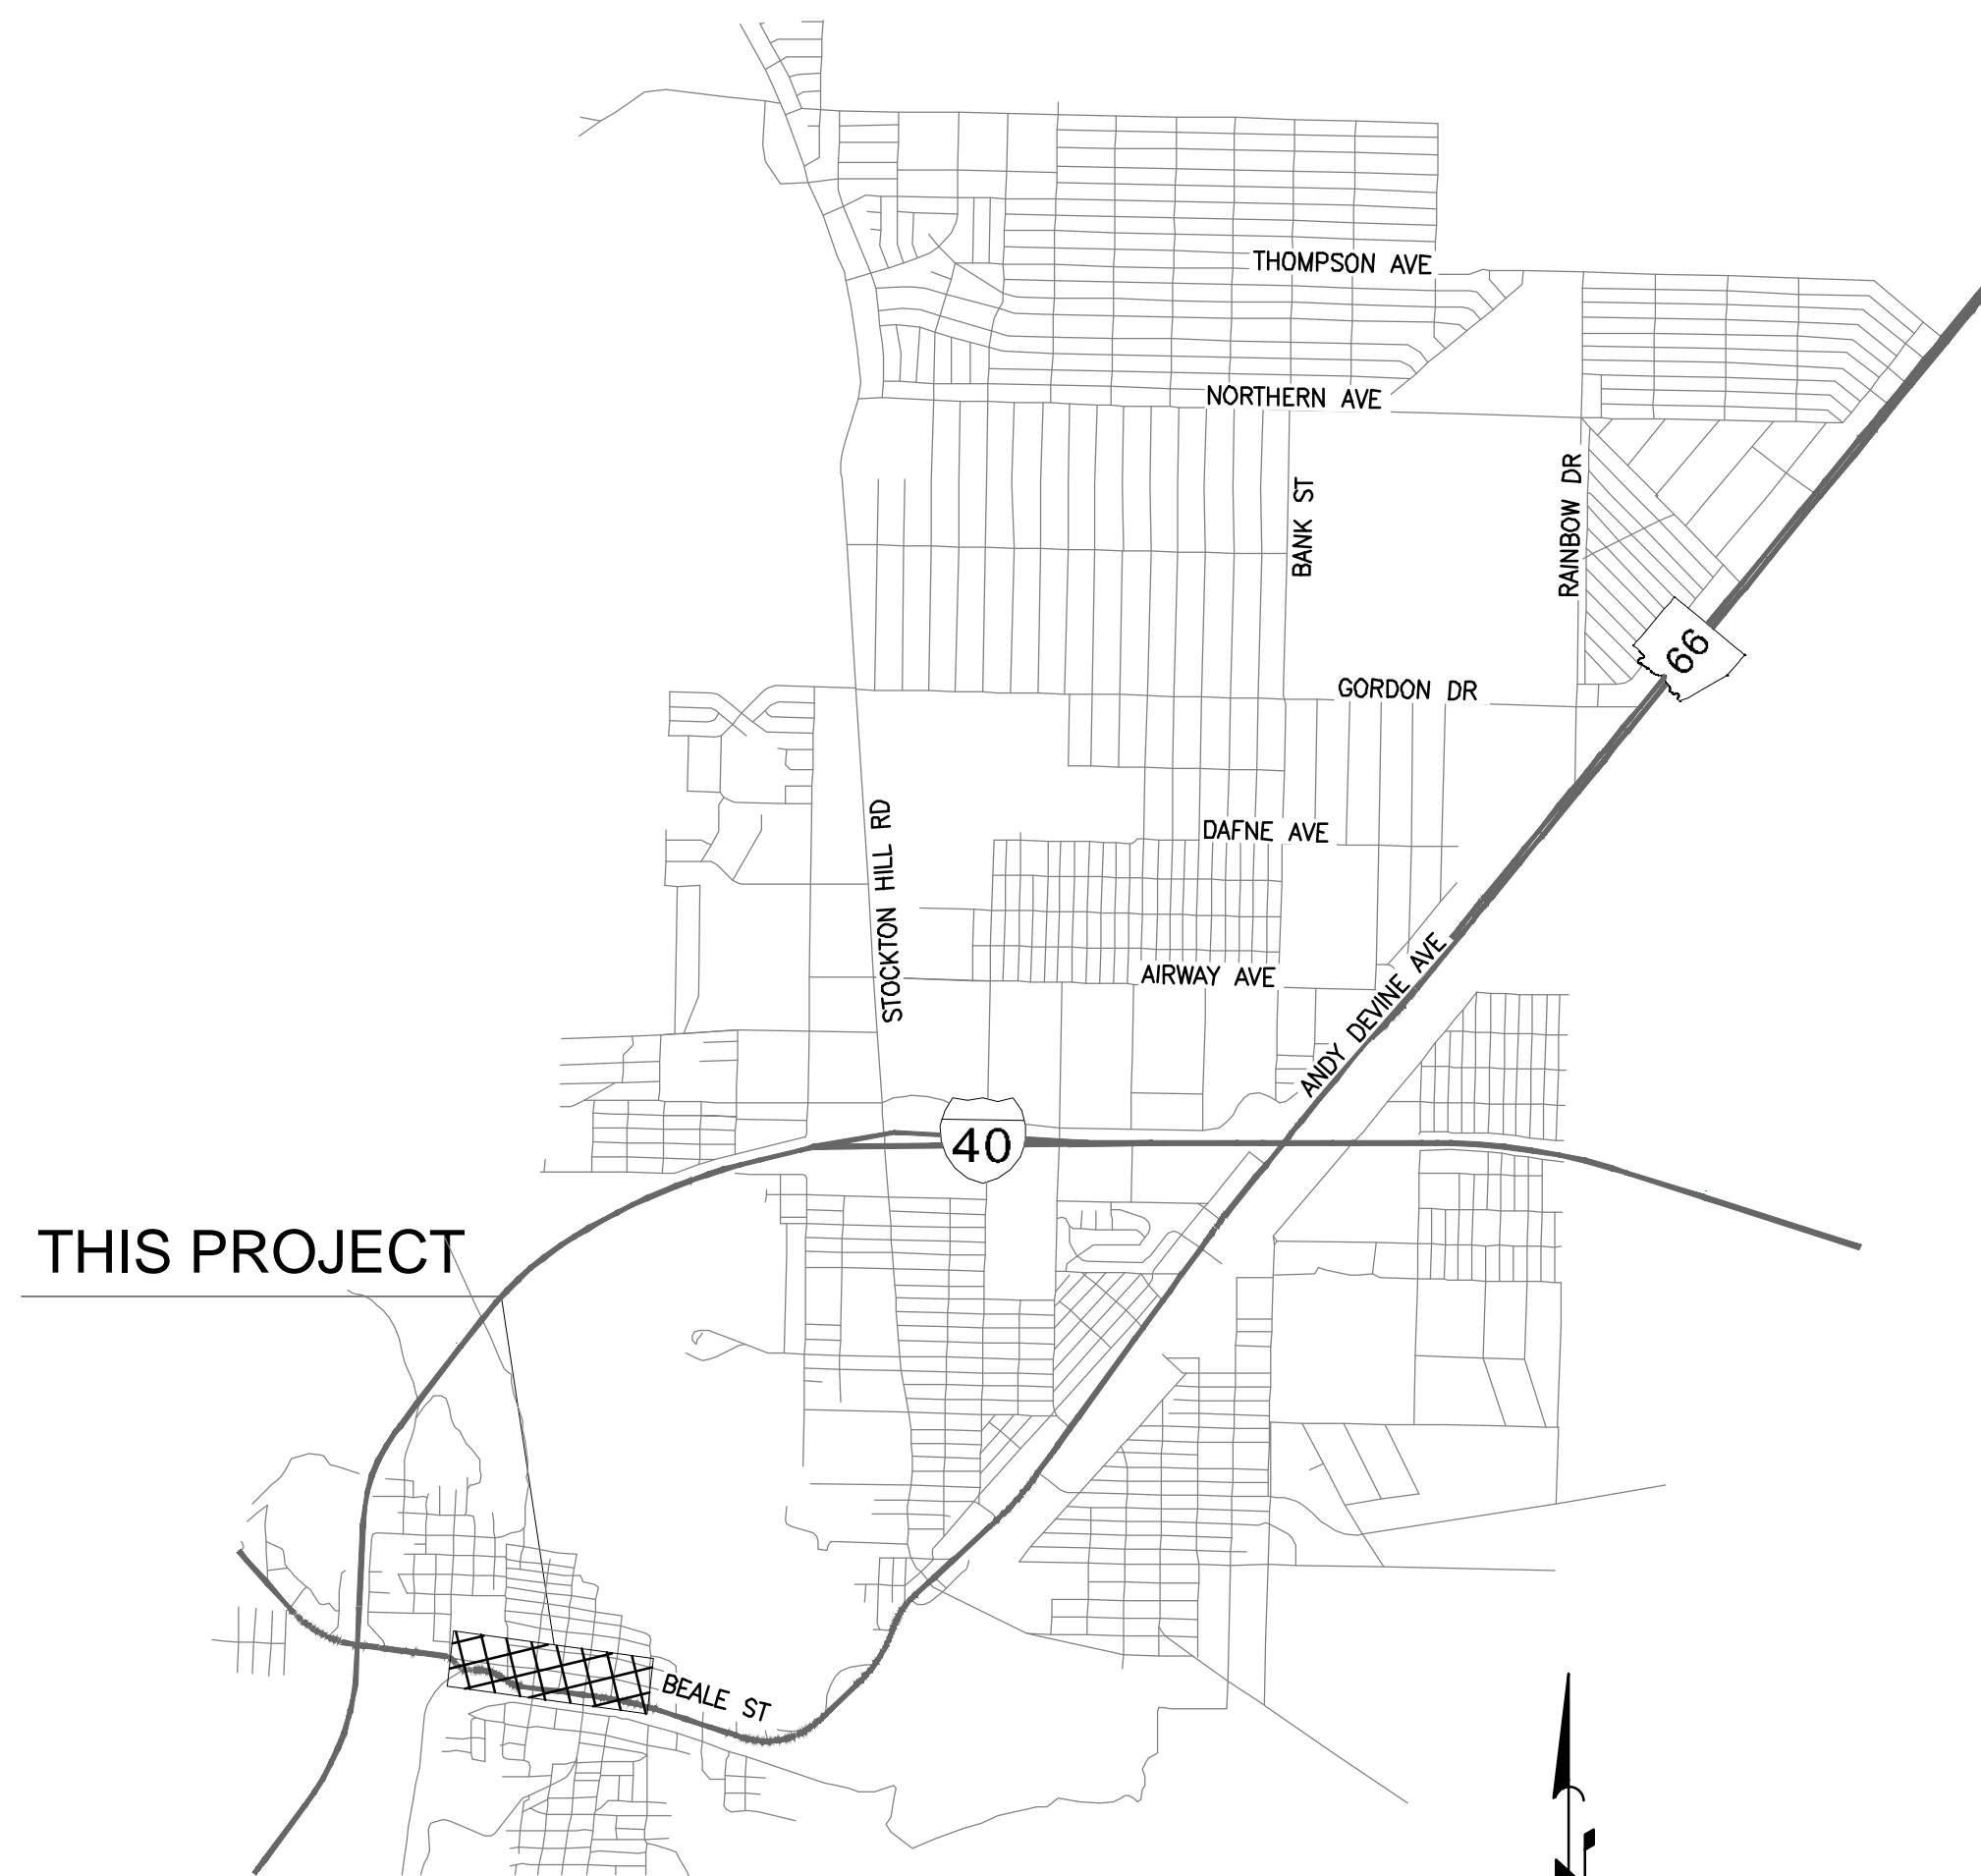 THOMPSON AVE
NORTHERN AVE
BANK ST
RAINBOW DR
66
GORDON DR
STOCKTON HILL RD
DAFNE AVE
AIRWAY AVE
ANDY DEVINE AVE
40
THIS PROJECT
BEALE ST